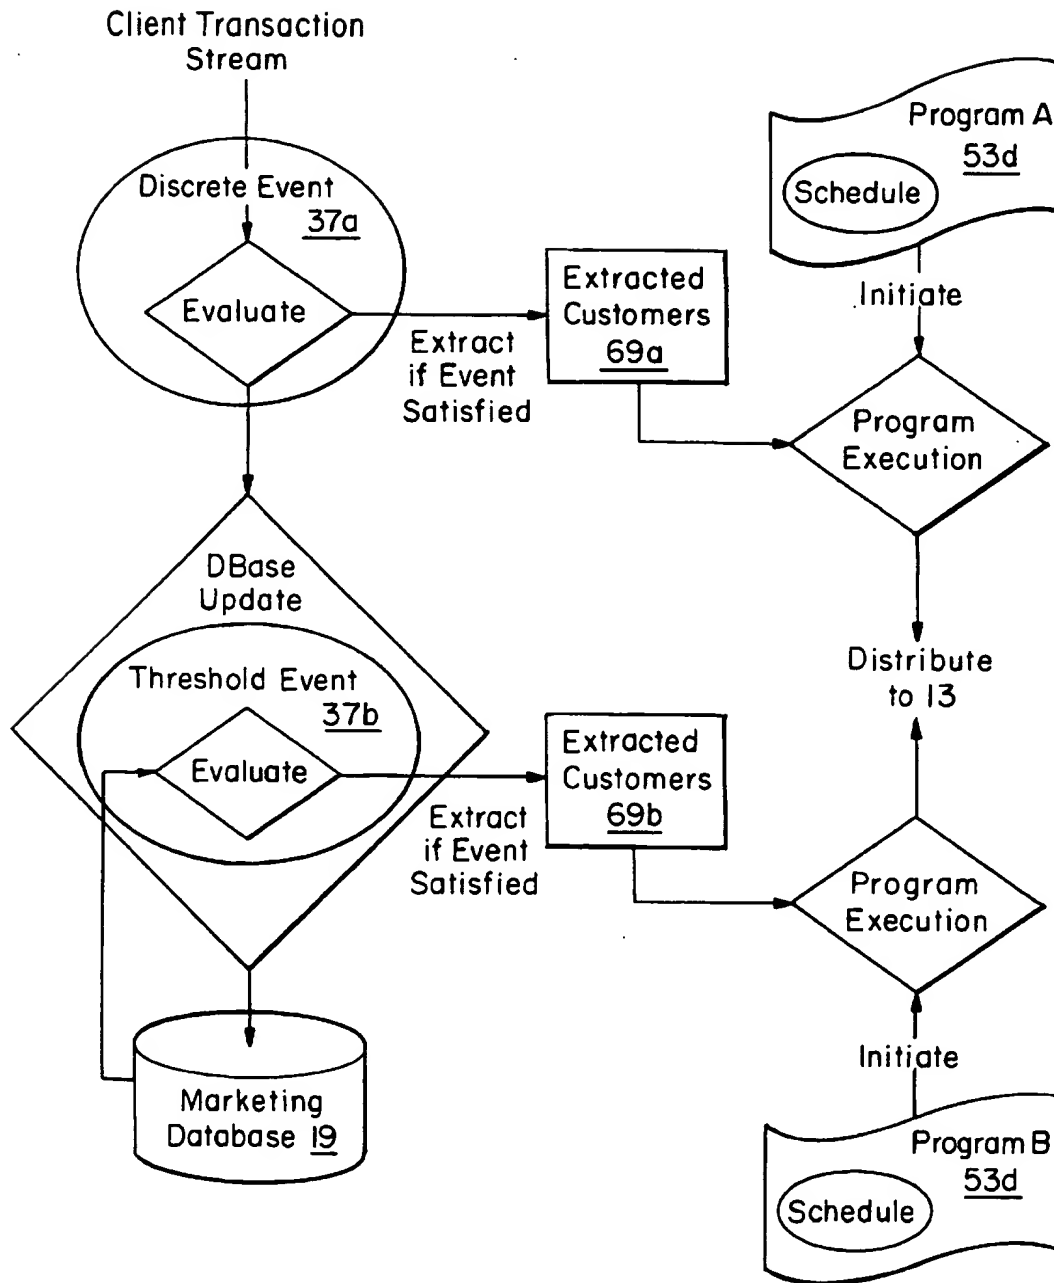 Client Transaction
Stream
Discrete Event
37a
Evaluate
Extract
if Event
Satisfied
Extracted
Customers
69a
Program A
53d
Schedule
Initiate
Program
Execution
DBase
Update
Threshold Event
37b
Evaluate
Extract
if Event
Satisfied
Extracted
Customers
69b
Distribute
to 13
Program
Execution
Initiate
Program B
53d
Schedule
Marketing
Database 19